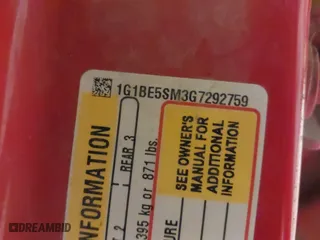 1G1BE5SM3G7292759
INFORMATION
2 | REAR 3
395 kg or 871 lbs.
SEE OWNER'S
MANUAL FOR
ADDITIONAL
INFORMATION
URE
DREAMBID